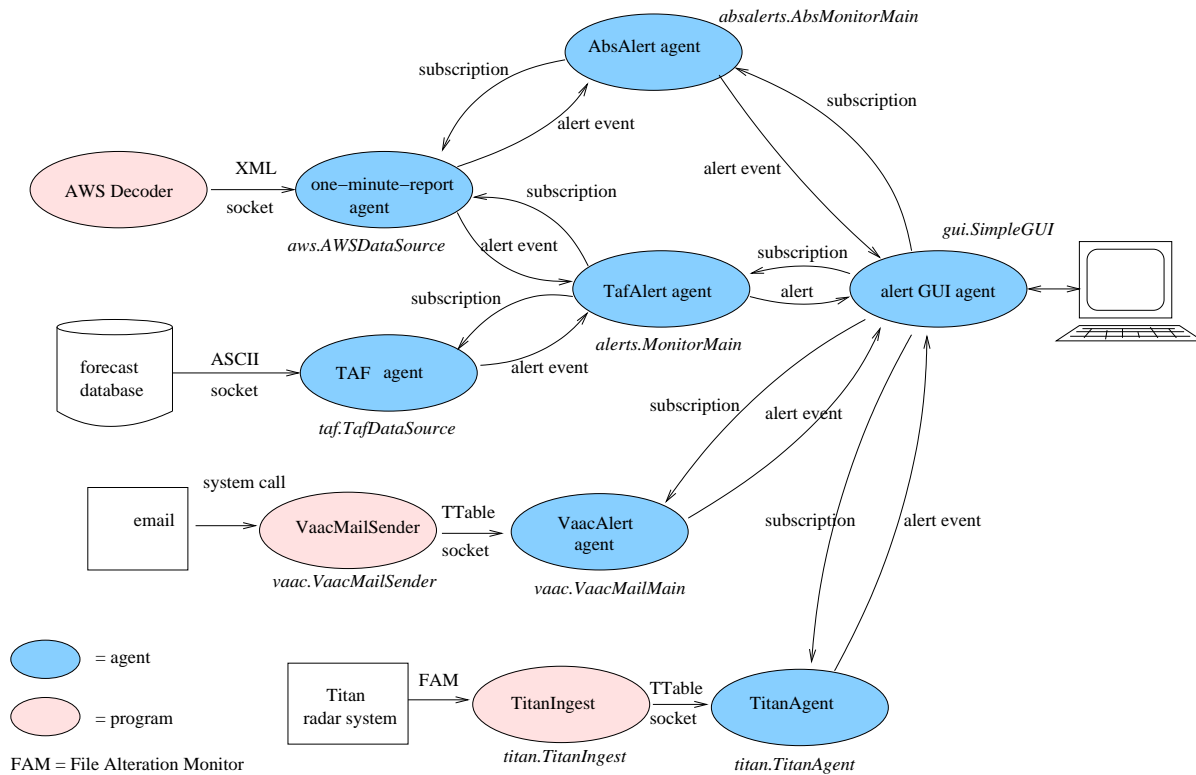 absalerts.AbsMonitorMain
AbsAlert agent
subscription
subscription
alert event
alert event
XML
AWS Decoder
socket
one−minute−report
agent
aws.AWSDataSource
subscription
alert event
gui.SimpleGUI
subscription
TafAlert agent
alert GUI agent
alert
alerts.MonitorMain
subscription
forecast
database
ASCII
socket
TAF agent
alert event
taf.TafDataSource
subscription
alert event
system call
email
VaacMailSender
vaac.VaacMailSender
TTable
socket
VaacAlert
agent
vaac.VaacMailMain
subscription
alert event
= agent
= program
FAM = File Alteration Monitor
Titan
radar system
FAM
TitanIngest
titan.TitanIngest
TTable
socket
TitanAgent
titan.TitanAgent